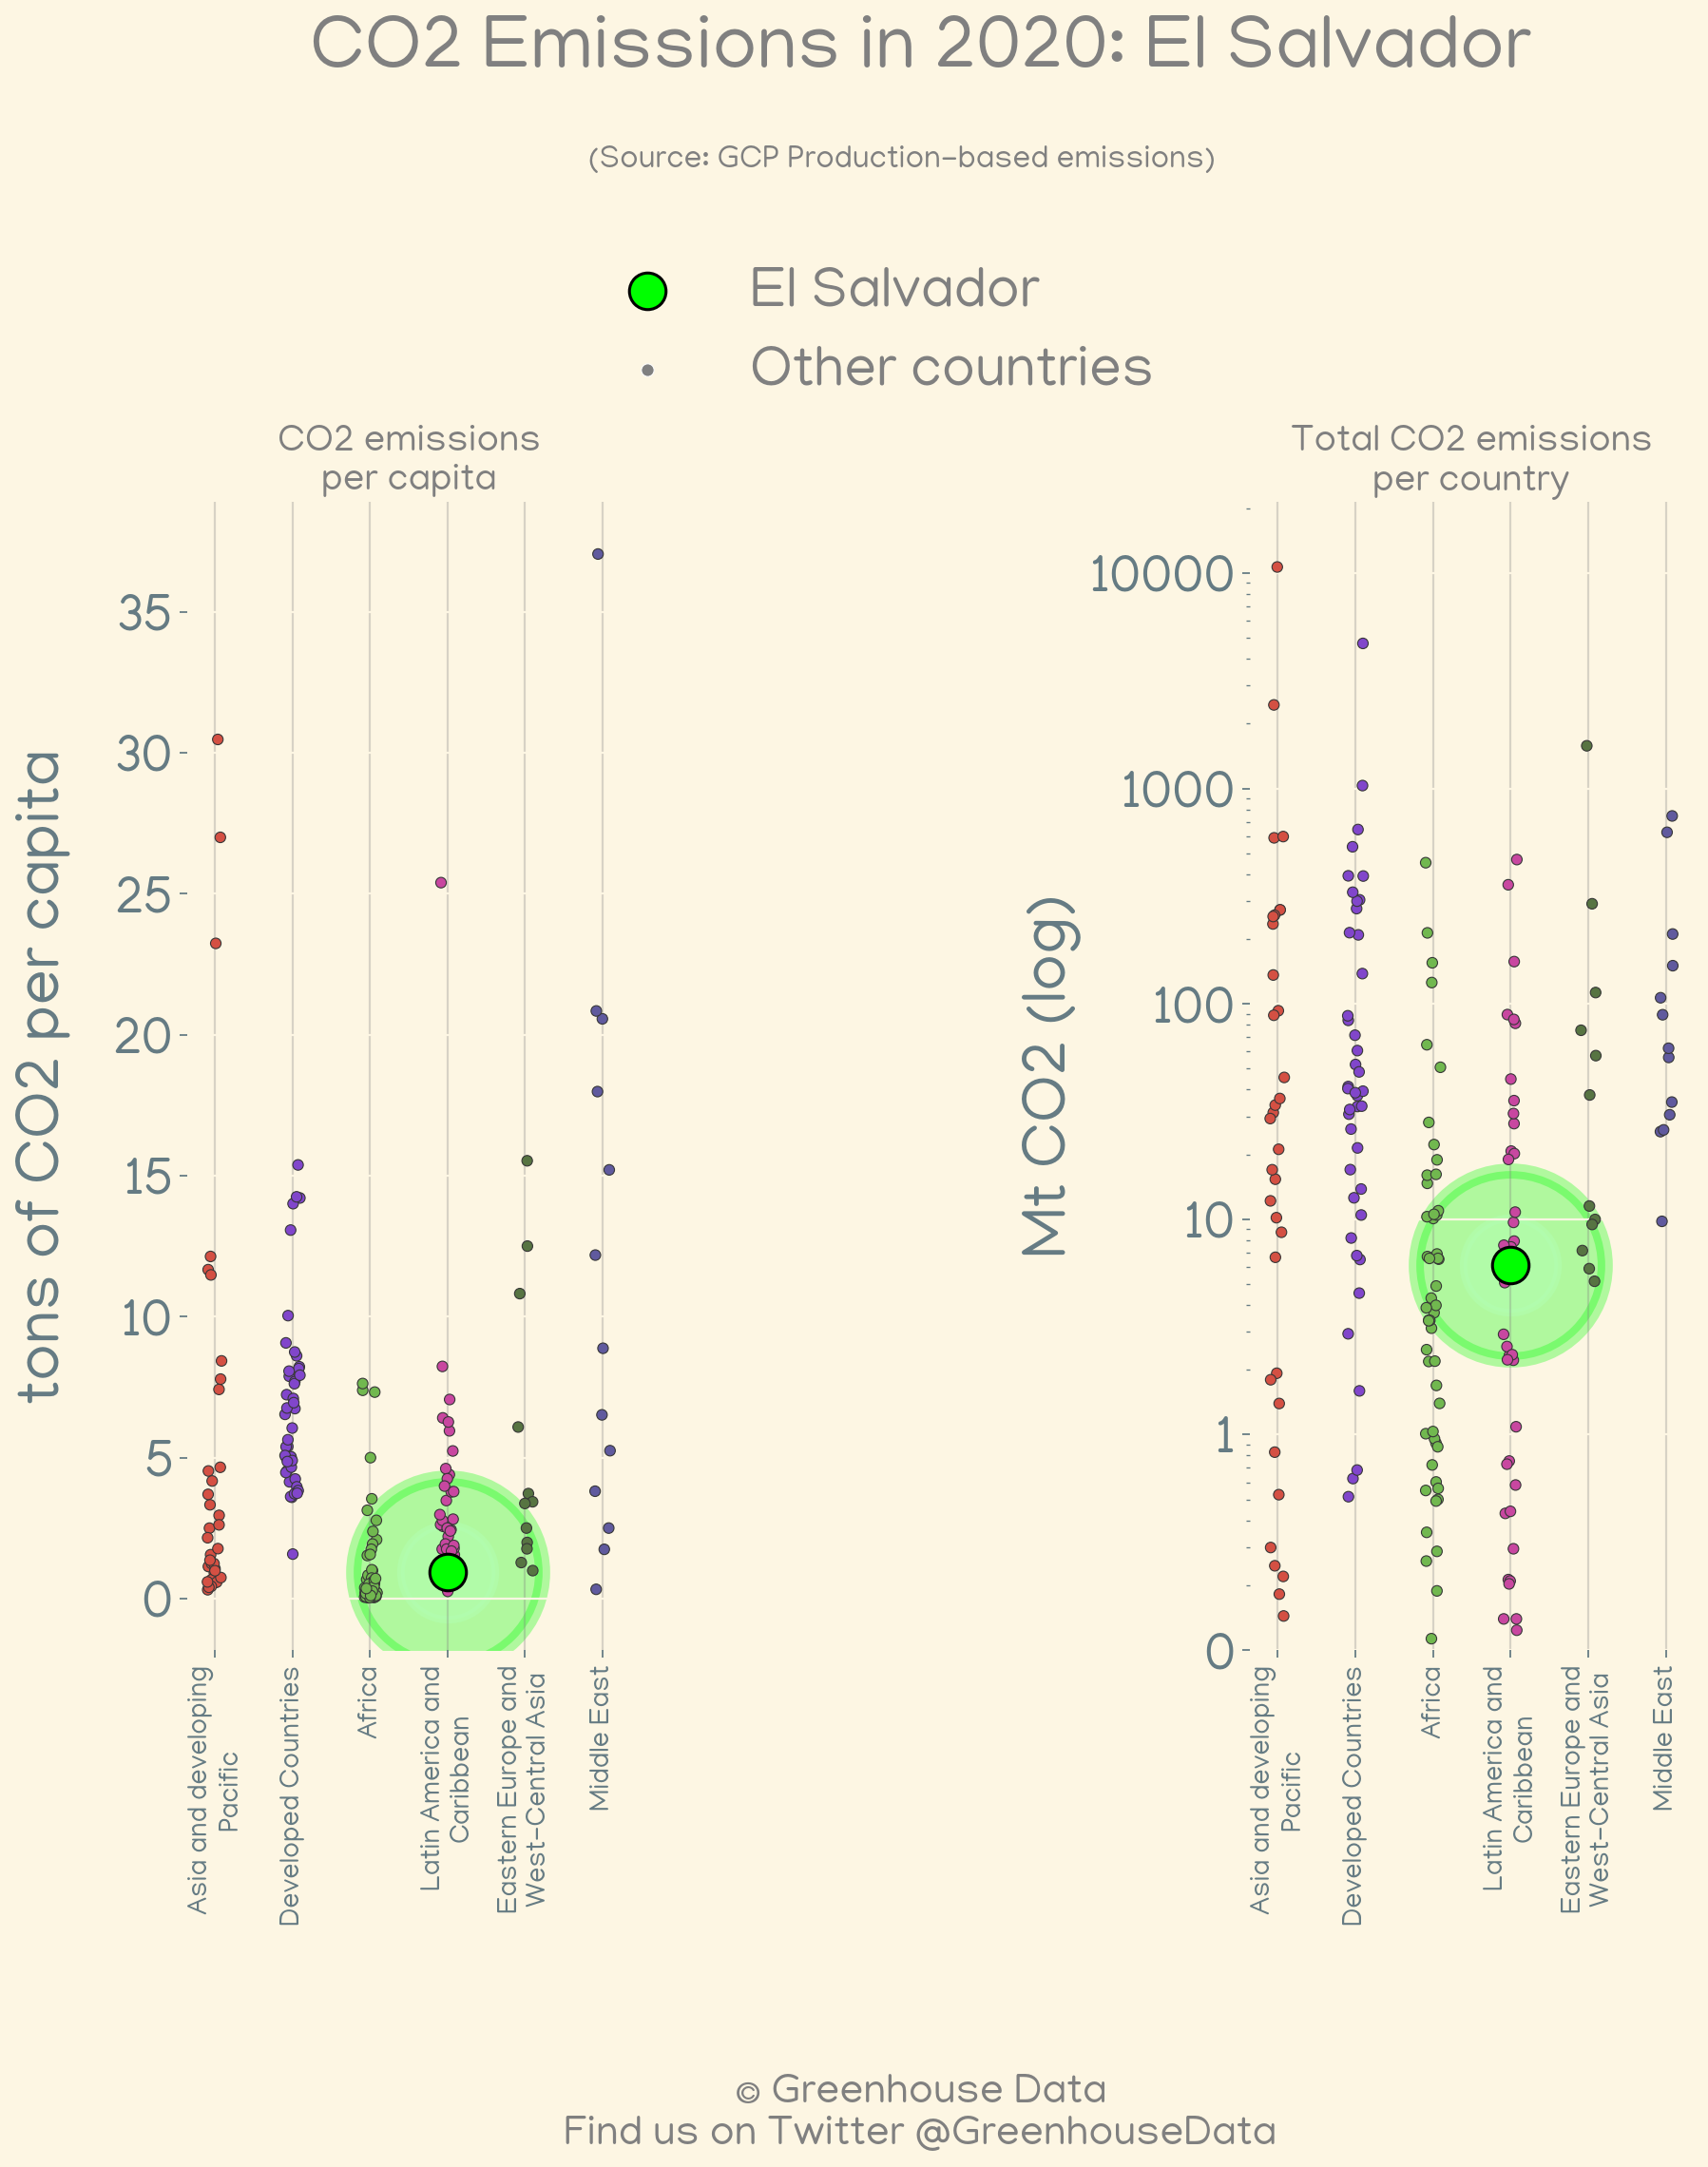 CO2 Emissions in 2020: El Salvador
(Source: GCP Production-based emissions)
El Salvador
Other countries
CO2 emissions
per capita
tons of CO2 per capita
35
30
25
20
15
10
5
0
Asia and developing
Pacific
Developed Countries
Africa
Latin America and
Caribbean
Eastern Europe and
West-Central Asia
Middle East
Total CO2 emissions
per country
Mt CO2 (log)
10000
1000
100
10
1
0
Asia and developing
Pacific
Developed Countries
Africa
Latin America and
Caribbean
Eastern Europe and
West-Central Asia
Middle East
© Greenhouse Data
Find us on Twitter @GreenhouseData